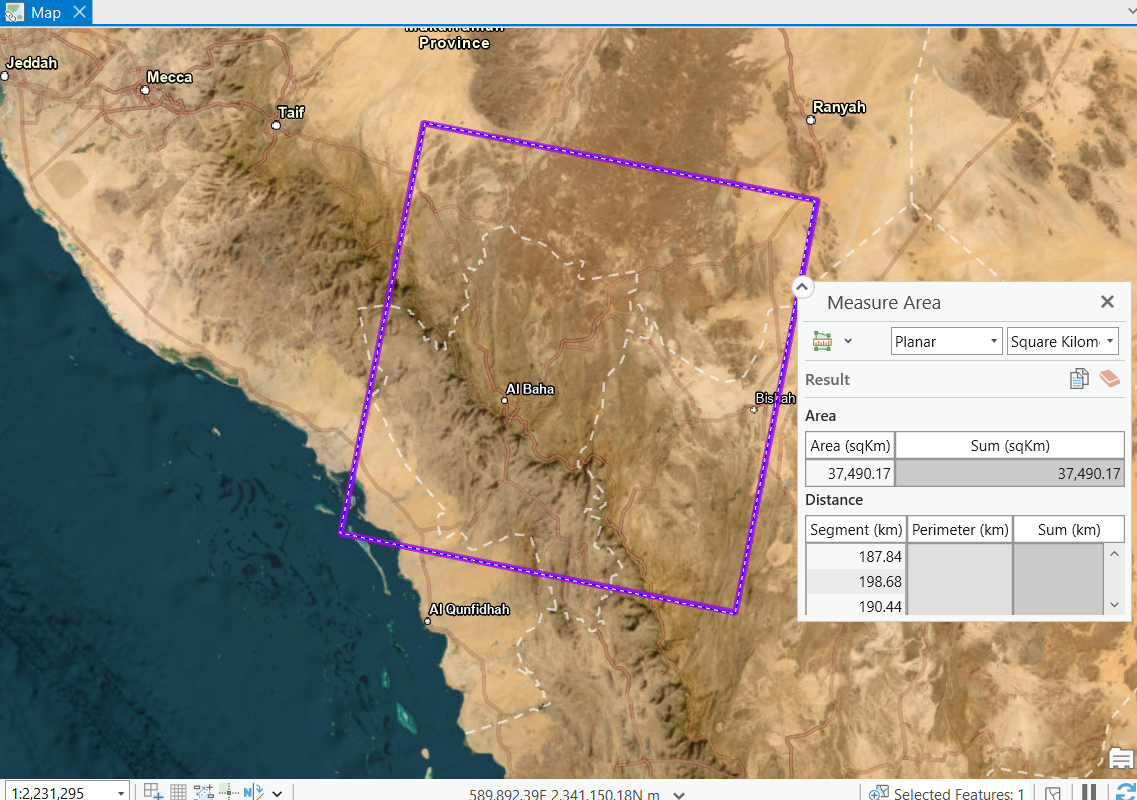 Map
Makkarramah
Province
Jeddah
Mecca
Taif
Ranyah
Al Baha
Bishah
Al Qunfidhah
Measure Area
Planar
Square Kilom
Result
Area
Area (sqKm) Sum (sqKm)
37,490.17 37,490.17
Distance
Segment (km) Perimeter (km) Sum (km)
187.84
198.68
190.44
1:2,231,295
N
589,892.39E 2,341,150.18N m
Selected Features: 1